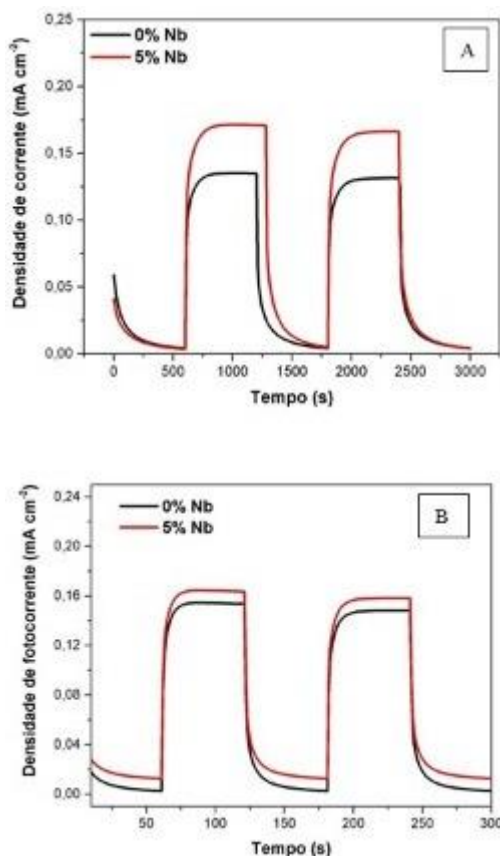 0% Nb
5% Nb
A
Densidade de corrente (mA cm⁻²)
0,25
0,20
0,15
0,10
0,05
0,00
0 500 1000 1500 2000 2500 3000
Tempo (s)
0% Nb
5% Nb
B
Densidade de fotocorrente (mA cm⁻²)
0,24
0,20
0,16
0,12
0,08
0,04
0,00
50 100 150 200 250 300
Tempo (s)